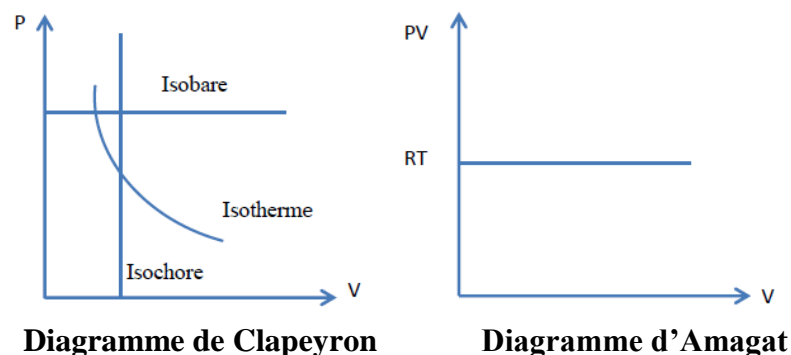 P
Isobare
Isotherme
Isochore
V
PV
RT
V
Diagramme de Clapeyron
Diagramme d’Amagat